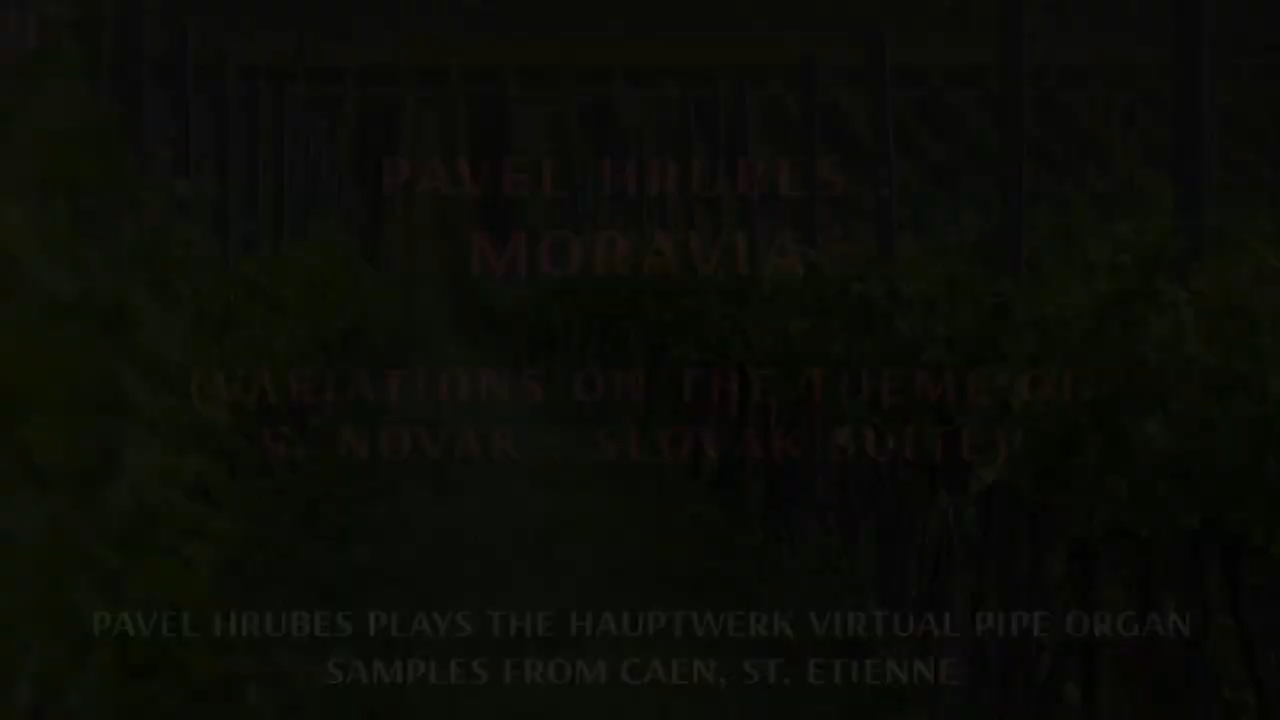 PAVEL HRUBES
MORAVIA
(VARIATIONS ON THE THEME OF
S. NOVAK - SLOVAK SUITE)
PAVEL HRUBES PLAYS THE HAUPTWERK VIRTUAL PIPE ORGAN
SAMPLES FROM CAEN, ST. ETIENNE